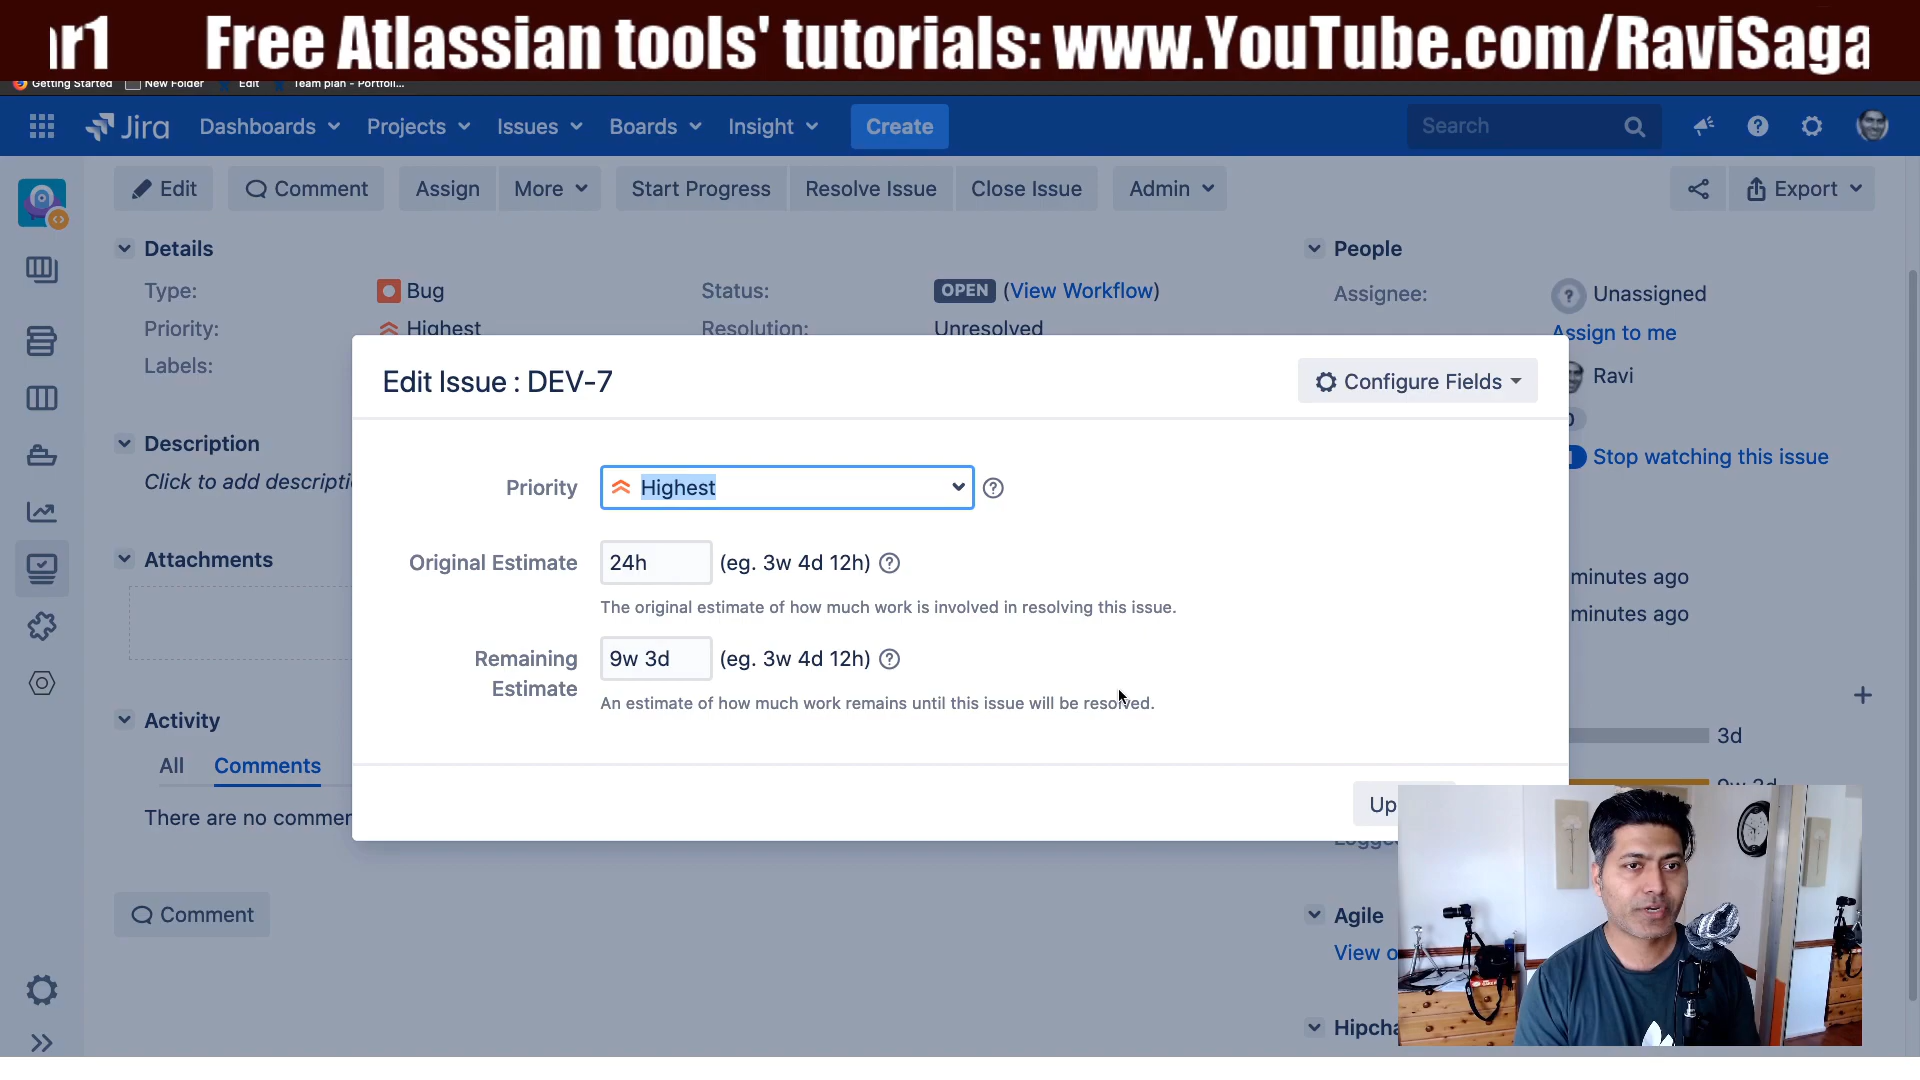 ar1 Free Atlassian tools' tutorials: www.YouTube.com/RaviSaga
Getting Started New Folder Edit Team plan - Portfoli...
Jira Dashboards Projects Issues Boards Insight Create Search
Edit Comment Assign More Start Progress Resolve Issue Close Issue Admin Export
Details People
Type: Bug Status: OPEN (View Workflow) Assignee: Unassigned
Priority: Highest Resolution: Unresolved Assign to me
Labels:
Ravi
Edit Issue : DEV-7 Configure Fields
Description
Stop watching this issue
Click to add descripti
Priority Highest
Attachments
Original Estimate 24h (eg. 3w 4d 12h)
minutes ago
The original estimate of how much work is involved in resolving this issue.
minutes ago
Remaining Estimate 9w 3d (eg. 3w 4d 12h)
An estimate of how much work remains until this issue will be resolved.
Activity
3d
All Comments
9w 3d
Up
There are no commen
Logge
Comment
Agile
View o
Hipcha